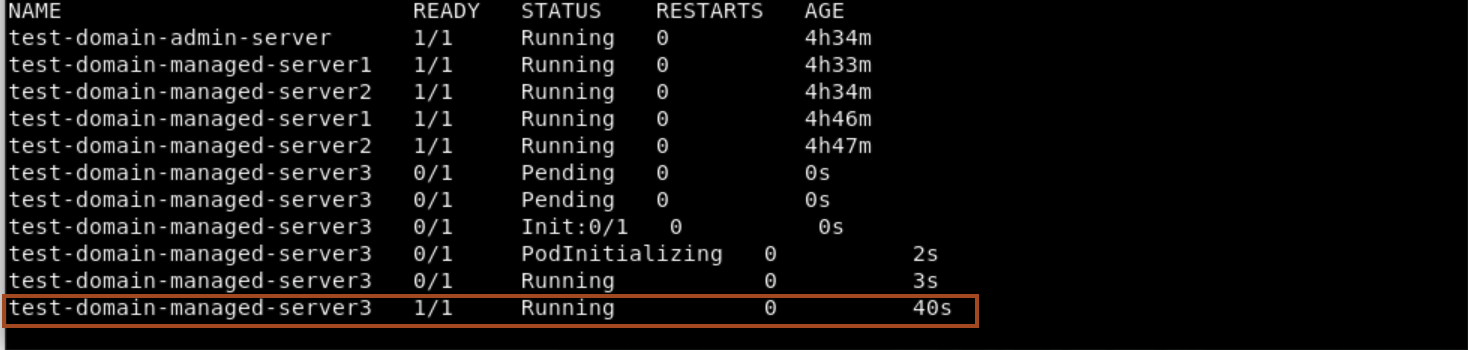 NAME READY STATUS RESTARTS AGE
test-domain-admin-server 1/1 Running 0 4h34m
test-domain-managed-server1 1/1 Running 0 4h33m
test-domain-managed-server2 1/1 Running 0 4h34m
test-domain-managed-server1 1/1 Running 0 4h46m
test-domain-managed-server2 1/1 Running 0 4h47m
test-domain-managed-server3 0/1 Pending 0 0s
test-domain-managed-server3 0/1 Pending 0 0s
test-domain-managed-server3 0/1 Init:0/1 0 0s
test-domain-managed-server3 0/1 PodInitializing 0 2s
test-domain-managed-server3 0/1 Running 0 3s
test-domain-managed-server3 1/1 Running 0 40s